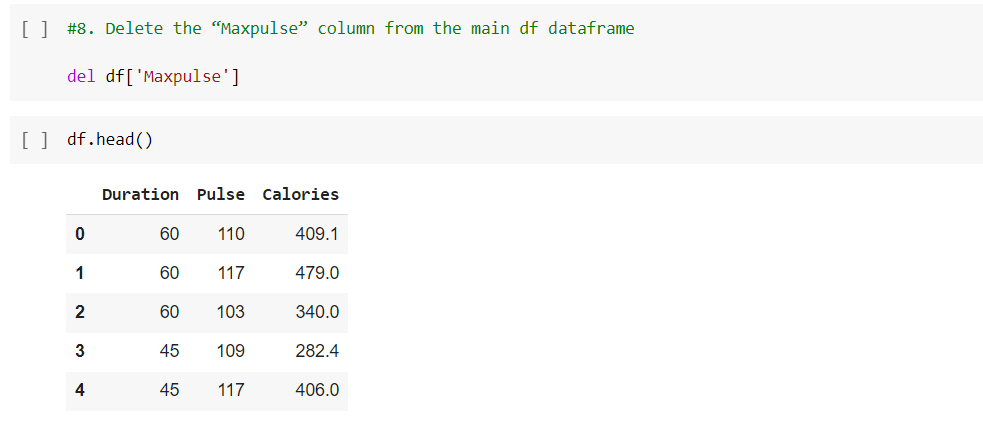 [ ] #8. Delete the “Maxpulse” column from the main df dataframe
del df['Maxpulse']
[ ] df.head()
Duration Pulse Calories
0 60 110 409.1
1 60 117 479.0
2 60 103 340.0
3 45 109 282.4
4 45 117 406.0